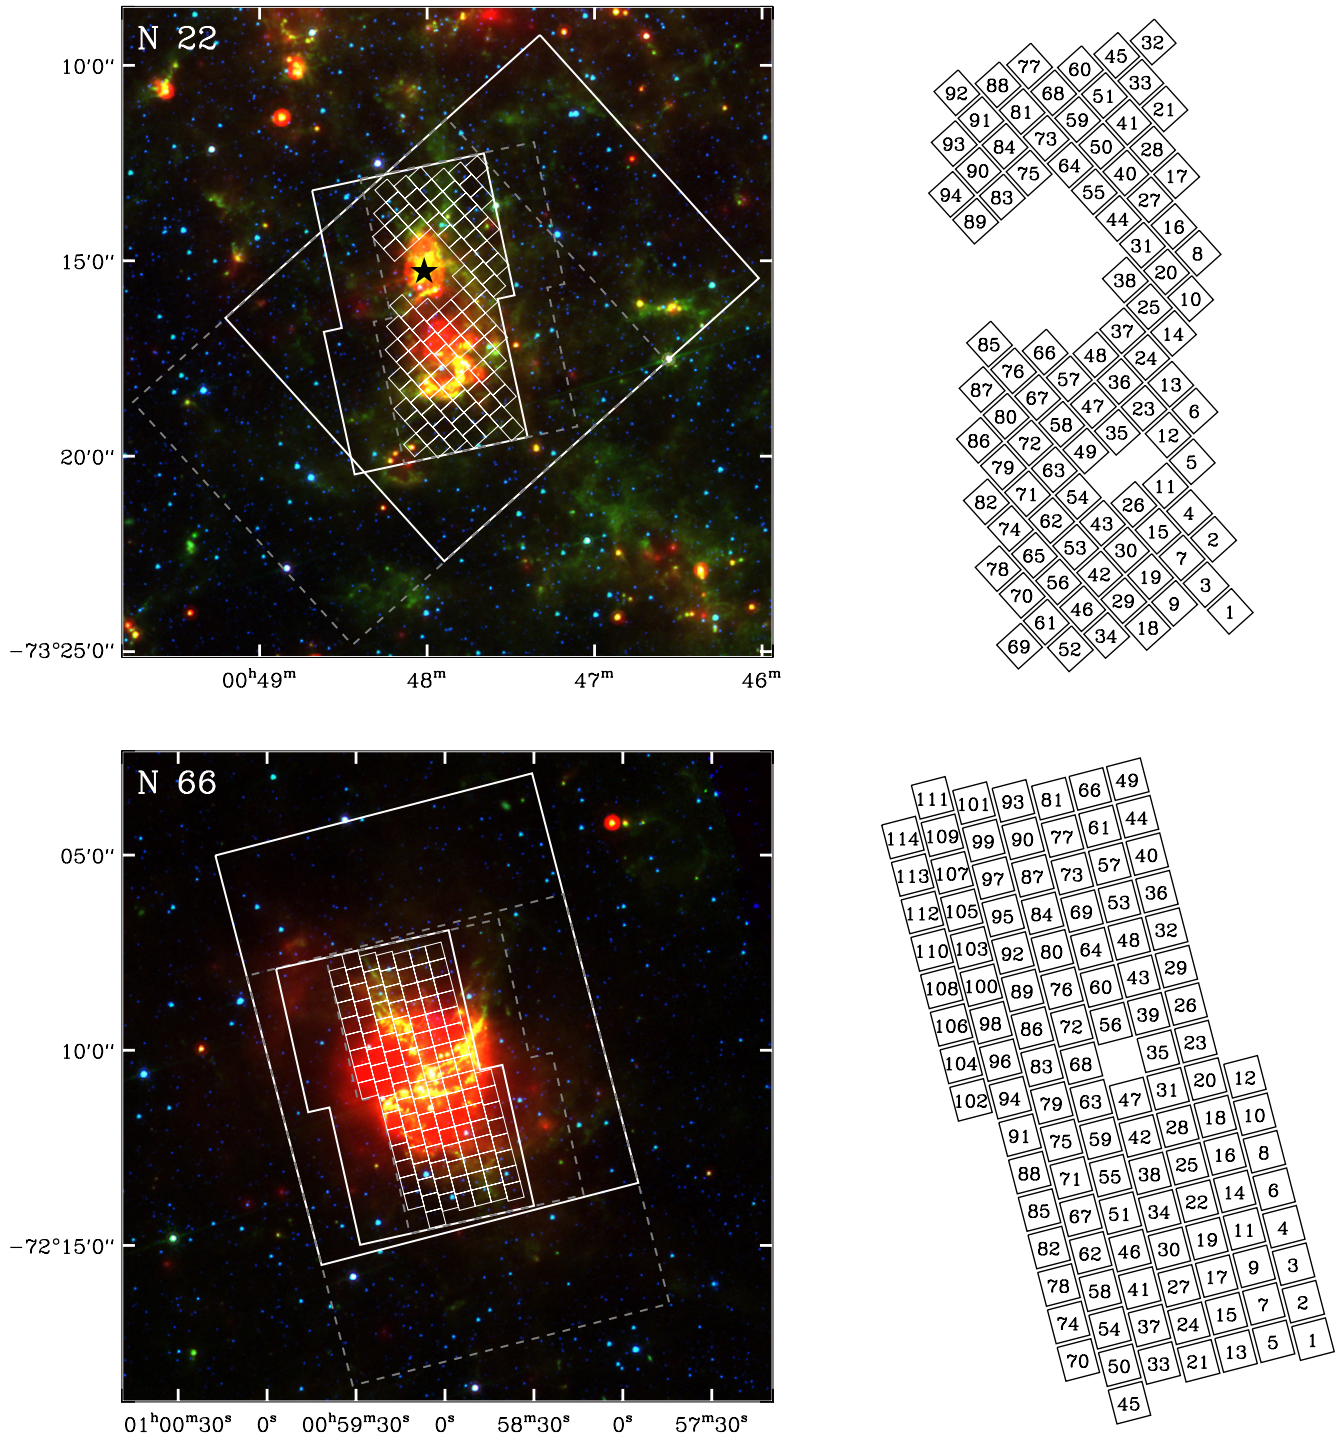 N 22
10'0''
15'0''
20'0''
−73°25'0''
00ʰ49ᵐ 48ᵐ 47ᵐ 46ᵐ
32
45
77 60 33
92 88 68 51 21
91 81 59 41
93 84 73 50 28
90 75 64 40 17
94 83 55 27
89 44 16
31 8
38 20
25 10
37 14
85 66 48 24
76 57 36 13
87 67 47 23 6
80 58 35 12
86 72 49 5
79 63 11
82 71 54 26 4
74 62 43 15 2
65 53 30 7
78 56 42 19 3
70 46 29 9 1
61 34 18
69 52
N 66
05'0''
10'0''
−72°15'0''
01ʰ00ᵐ30ˢ 0ˢ 00ʰ59ᵐ30ˢ 0ˢ 58ᵐ30ˢ 0ˢ 57ᵐ30ˢ
111 101 93 81 66 49
114 109 99 90 77 61 44
113 107 97 87 73 57 40
112 105 95 84 69 53 36
110 103 92 80 64 48 32
108 100 89 76 60 43 29
106 98 86 72 56 39 26
104 96 83 68 35 23
102 94 79 63 47 31 20 12
91 75 59 42 28 18 10
88 71 55 38 25 16 8
85 67 51 34 22 14 6
82 62 46 30 19 11 4
78 58 41 27 17 9 3
74 54 37 24 15 7 2
70 50 33 21 13 5 1
45